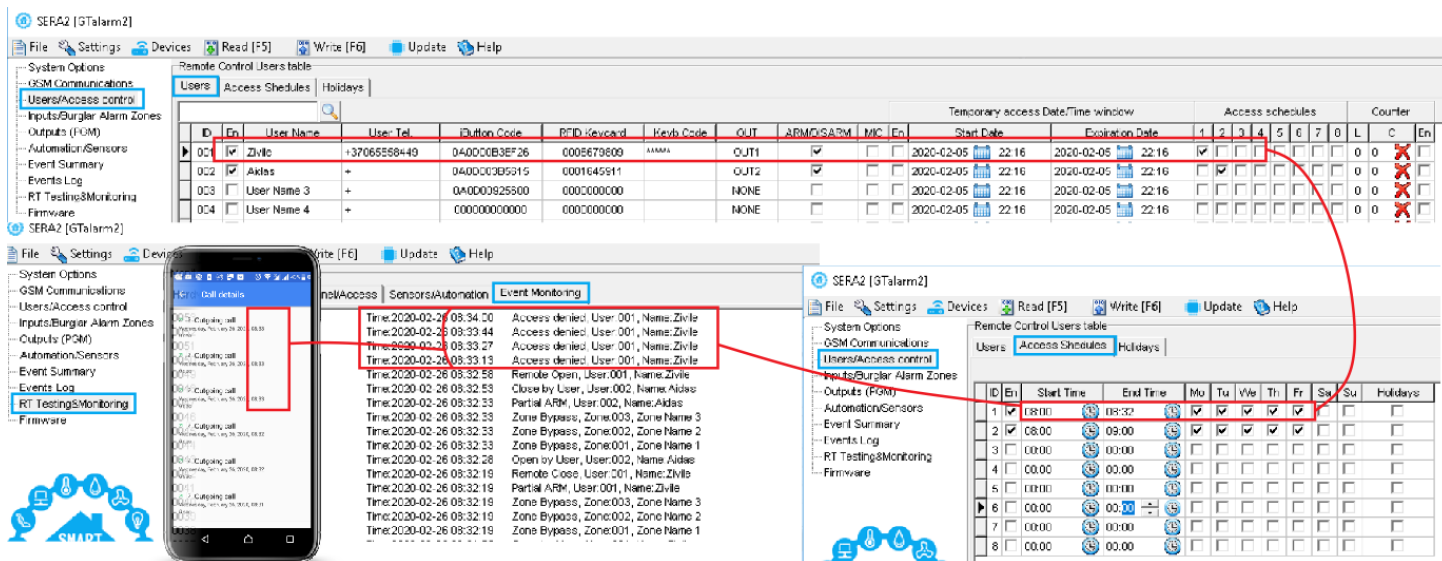 SERA2 [GTalarm2]
File Settings Devices Read [F5] Write [F6] Update Help
System Options
GSM Communications
Users/Access control
Inputs/Burglar Alarm Zones
Outputs (PGM)
Automation/Sensors
Event Summary
Events Log
RT Testing&Monitoring
Firmware
Remote Control Users table
Users Access Shedules Holidays
Temporary access Date/Time window Access schedules Counter
ID En User Name User Tel. iButton Code RFID Keycard Keyb Code OUT ARM/DISARM MIC En Start Date Expiration Date 1 2 3 4 5 6 7 8 L C En
001 Zivile +37065558449 0A0D00B3EF26 0008679809 ****** OUT1 2020-02-05 22:16 2020-02-05 22:16 0 0
002 + 0001645911 OUT2 2020-02-05 22:16 2020-02-05 22:16 0 0
003 User Name 3 + 0000000000 NONE 2020-02-05 22:16 2020-02-05 22:16 0 0
004 User Name 4 + 000000000000 0000000000 NONE 2020-02-05 22:16 2020-02-05 22:16 0 0
SERA2 [GTalarm2]
File Settings Write [F6] Update Help
System Options
GSM Communications
Users/Access control
Inputs/Burglar Alarm Zones
Outputs (PGM)
Automation/Sensors
Event Summary
Events Log
RT Testing&Monitoring
Firmware
Sensors/Automation Event Monitoring
Call details
Outgoing call
Outgoing call
Outgoing call
Outgoing call
Outgoing call
Outgoing call
Time:2020-02-26 08:34:00 Access denied, User 001, Name:Zivile
Time:2020-02-26 08:33:44 Access denied, User 001, Name:Zivile
Time:2020-02-26 08:33:27 Access denied, User 001, Name:Zivile
Time:2020-02-26 08:33:13 Access denied, User 001, Name:Zivile
Time:2020-02-26 08:32:58 Remote Open, User:001, Name:Zivile
Time:2020-02-26 08:32:53 Close by User, User:002, Name:Aidas
Time:2020-02-26 08:32:33 Partial ARM, User:002, Name:Aidas
Time:2020-02-26 08:32:33 Zone Bypass, Zone:003, Zone Name 3
Time:2020-02-26 08:32:33 Zone Bypass, Zone:002, Zone Name 2
Time:2020-02-26 08:32:33 Zone Bypass, Zone:001, Zone Name 1
Time:2020-02-26 08:32:28 Open by User, User:002, Name:Aidas
Time:2020-02-26 08:32:19 Remote Close, User:001, Name:Zivile
Time:2020-02-26 08:32:19 Partial ARM, User:001, Name:Zivile
Time:2020-02-26 08:32:19 Zone Bypass, Zone:003, Zone Name 3
Time:2020-02-26 08:32:19 Zone Bypass, Zone:002, Zone Name 2
Time:2020-02-26 08:32:19 Zone Bypass, Zone:001, Zone Name 1
SMART
SERA2 [GTalarm2]
File Settings Devices Read [F5] Write [F6] Update Help
System Options
GSM Communications
Users/Access control
Inputs/Burglar Alarm Zones
Outputs (PGM)
Automation/Sensors
Event Summary
Events Log
RT Testing&Monitoring
Firmware
Remote Control Users table
Users Access Shedules Holidays
ID En Start Time End Time Mo Tu We Th Fr Sa Su Holidays
1 08:00 08:32
2 08:00 09:00
3 00:00 00:00
4 00:00 00:00
5 00:00 00:00
6 00:00 00:00
7 00:00 00:00
8 00:00 00:00